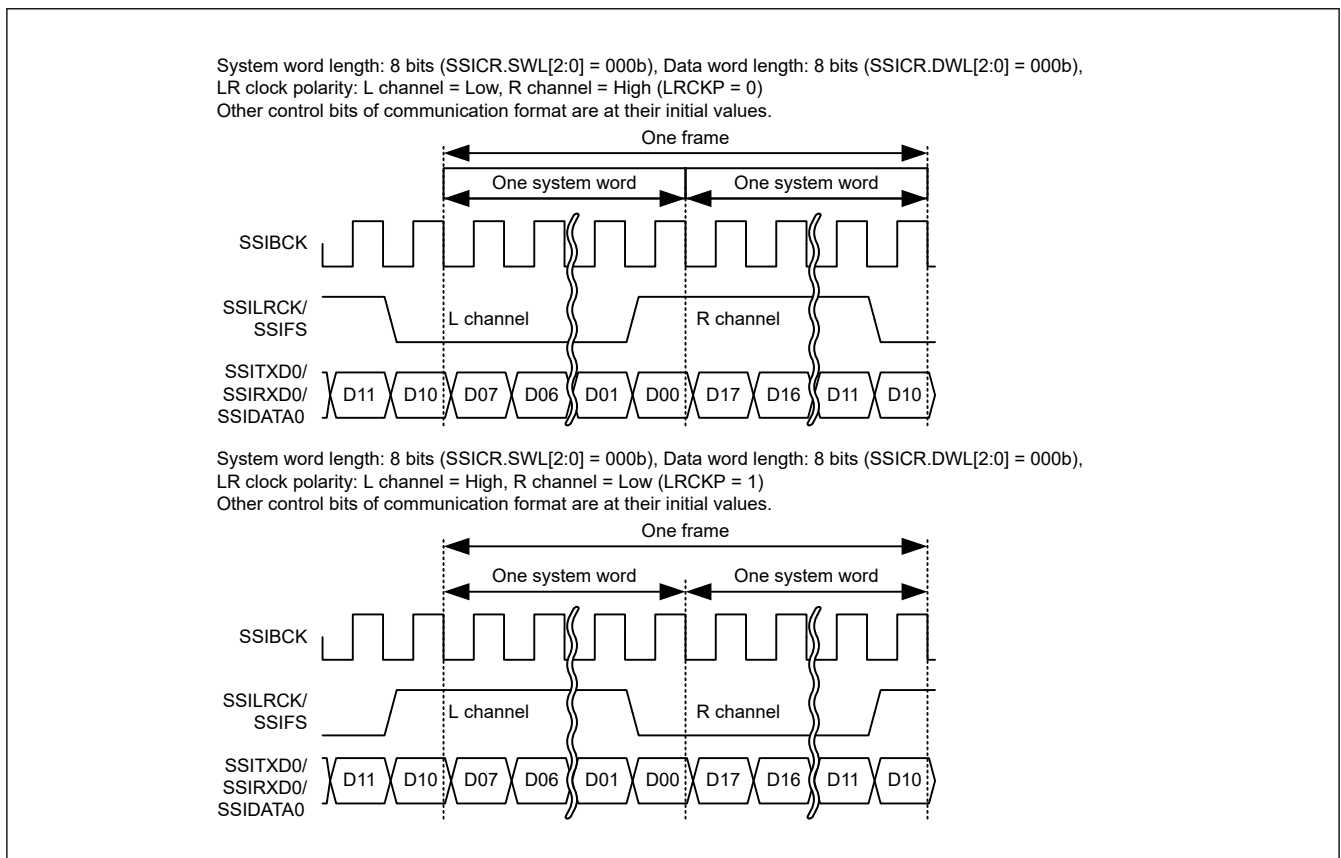 System word length: 8 bits (SSICR.SWL[2:0] = 000b), Data word length: 8 bits (SSICR.DWL[2:0] = 000b),
LR clock polarity: L channel = Low, R channel = High (LRCKP = 0)
Other control bits of communication format are at their initial values.
One frame
One system word One system word
SSIBCK
SSILRCK/
SSIFS
L channel R channel
SSITXD0/
SSIRXD0/
SSIDATA0
D11 D10 D07 D06 D01 D00 D17 D16 D11 D10
System word length: 8 bits (SSICR.SWL[2:0] = 000b), Data word length: 8 bits (SSICR.DWL[2:0] = 000b),
LR clock polarity: L channel = High, R channel = Low (LRCKP = 1)
Other control bits of communication format are at their initial values.
One frame
One system word One system word
SSIBCK
SSILRCK/
SSIFS
L channel R channel
SSITXD0/
SSIRXD0/
SSIDATA0
D11 D10 D07 D06 D01 D00 D17 D16 D11 D10